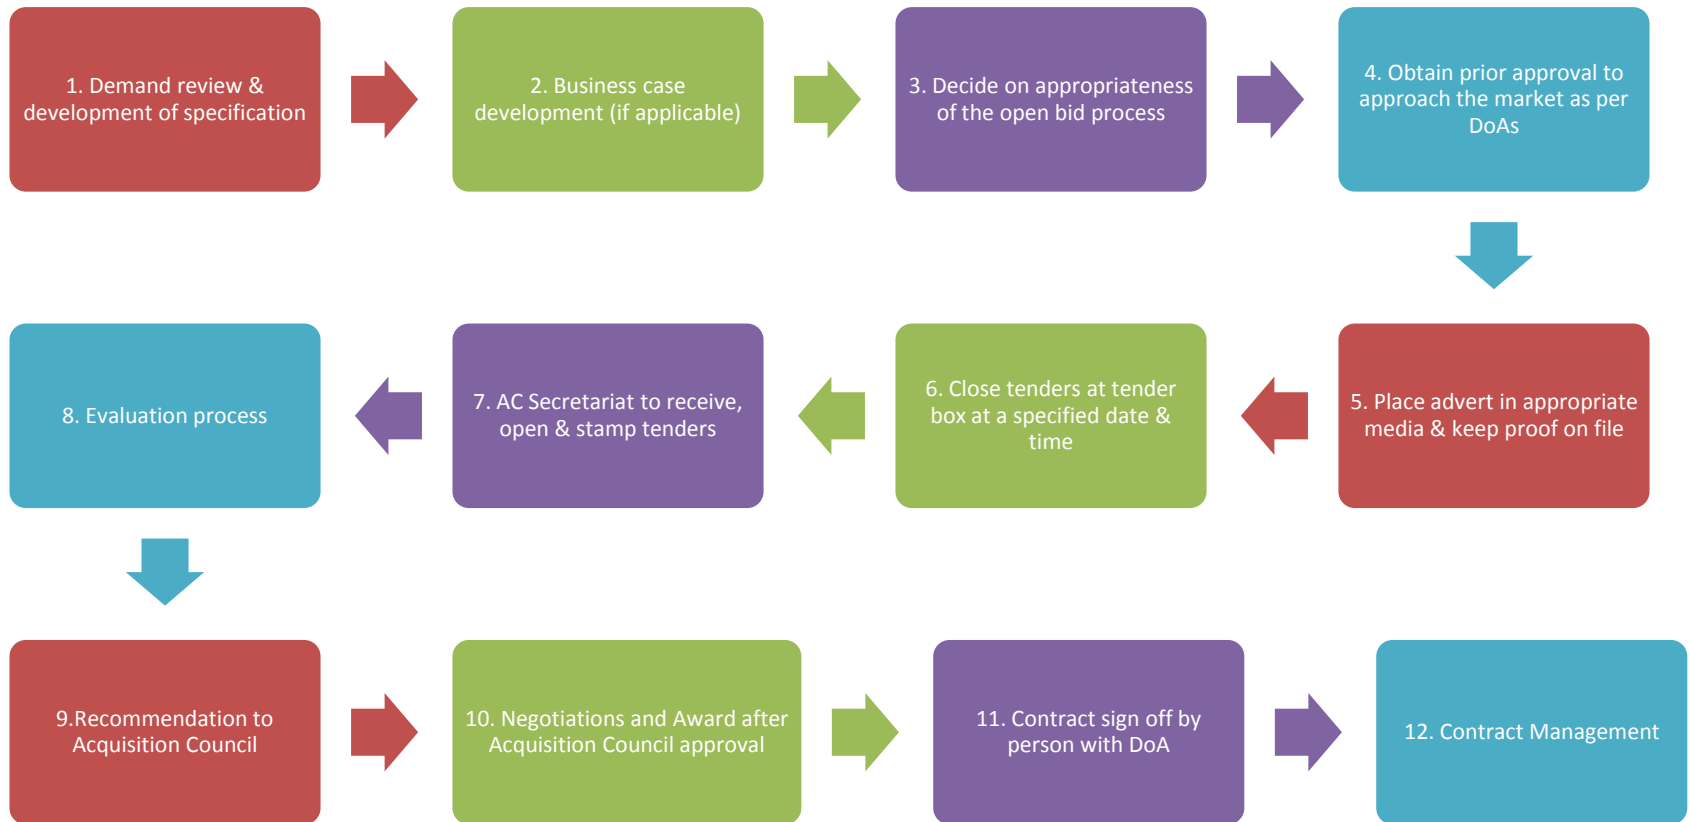 1. Demand review &
development of specification
2. Business case
development (if applicable)
3. Decide on appropriateness
of the open bid process
4. Obtain prior approval to
approach the market as per
DoAs
5. Place advert in appropriate
media & keep proof on file
6. Close tenders at tender
box at a specified date &
time
7. AC Secretariat to receive,
open & stamp tenders
8. Evaluation process
9.Recommendation to
Acquisition Council
10. Negotiations and Award after
Acquisition Council approval
11. Contract sign off by
person with DoA
12. Contract Management